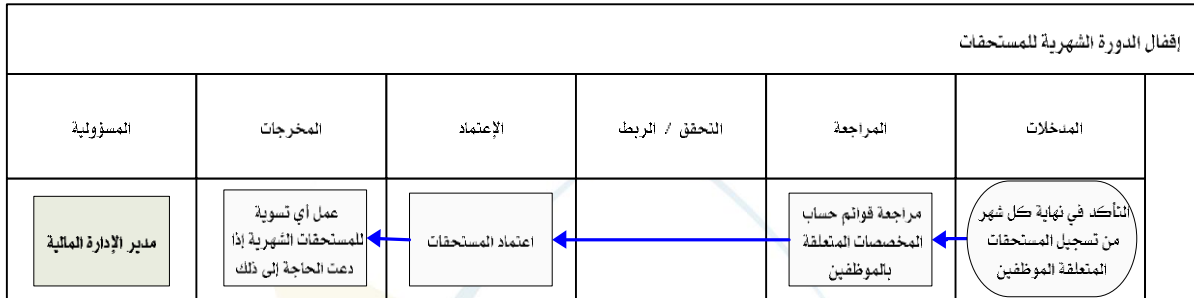 إقفال الدورة الشهرية للمستحقات
المدخلات
المراجعة
التحقق / الربط
الإعتماد
المخرجات
المسؤولية
التأكد في نهاية كل شهر
من تسجيل المستحقات
المتعلقة الموظفين
مراجعة قوائم حساب
المخصصات المتعلقة
بالموظفين
اعتماد المستحقات
عمل أي تسوية
للمستحقات الشهرية إذا
دعت الحاجة إلى ذلك
مدير الإدارة المالية